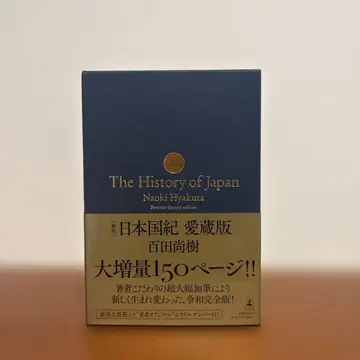 The History of Japan
Naoki Hyakuta
[新版] 日本国紀 愛蔵版
百田尚樹
大増量150ページ!!
著者こだわりの超大幅加筆により
新しく生まれ変わった、令和完全版!